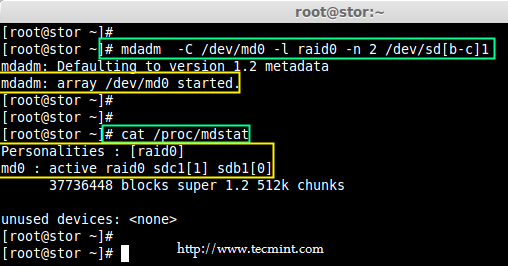 root@stor:~
[root@stor ~]#
[root@stor ~]# mdadm  -C /dev/md0 -l raid0 -n 2 /dev/sd[b-c]1
mdadm: Defaulting to version 1.2 metadata
mdadm: array /dev/md0 started.
[root@stor ~]#
[root@stor ~]#
[root@stor ~]# cat /proc/mdstat
Personalities : [raid0]
md0 : active raid0 sdc1[1] sdb1[0]
      37736448 blocks super 1.2 512k chunks

unused devices: <none>
[root@stor ~]#
[root@stor ~]#
http://www.tecmint.com